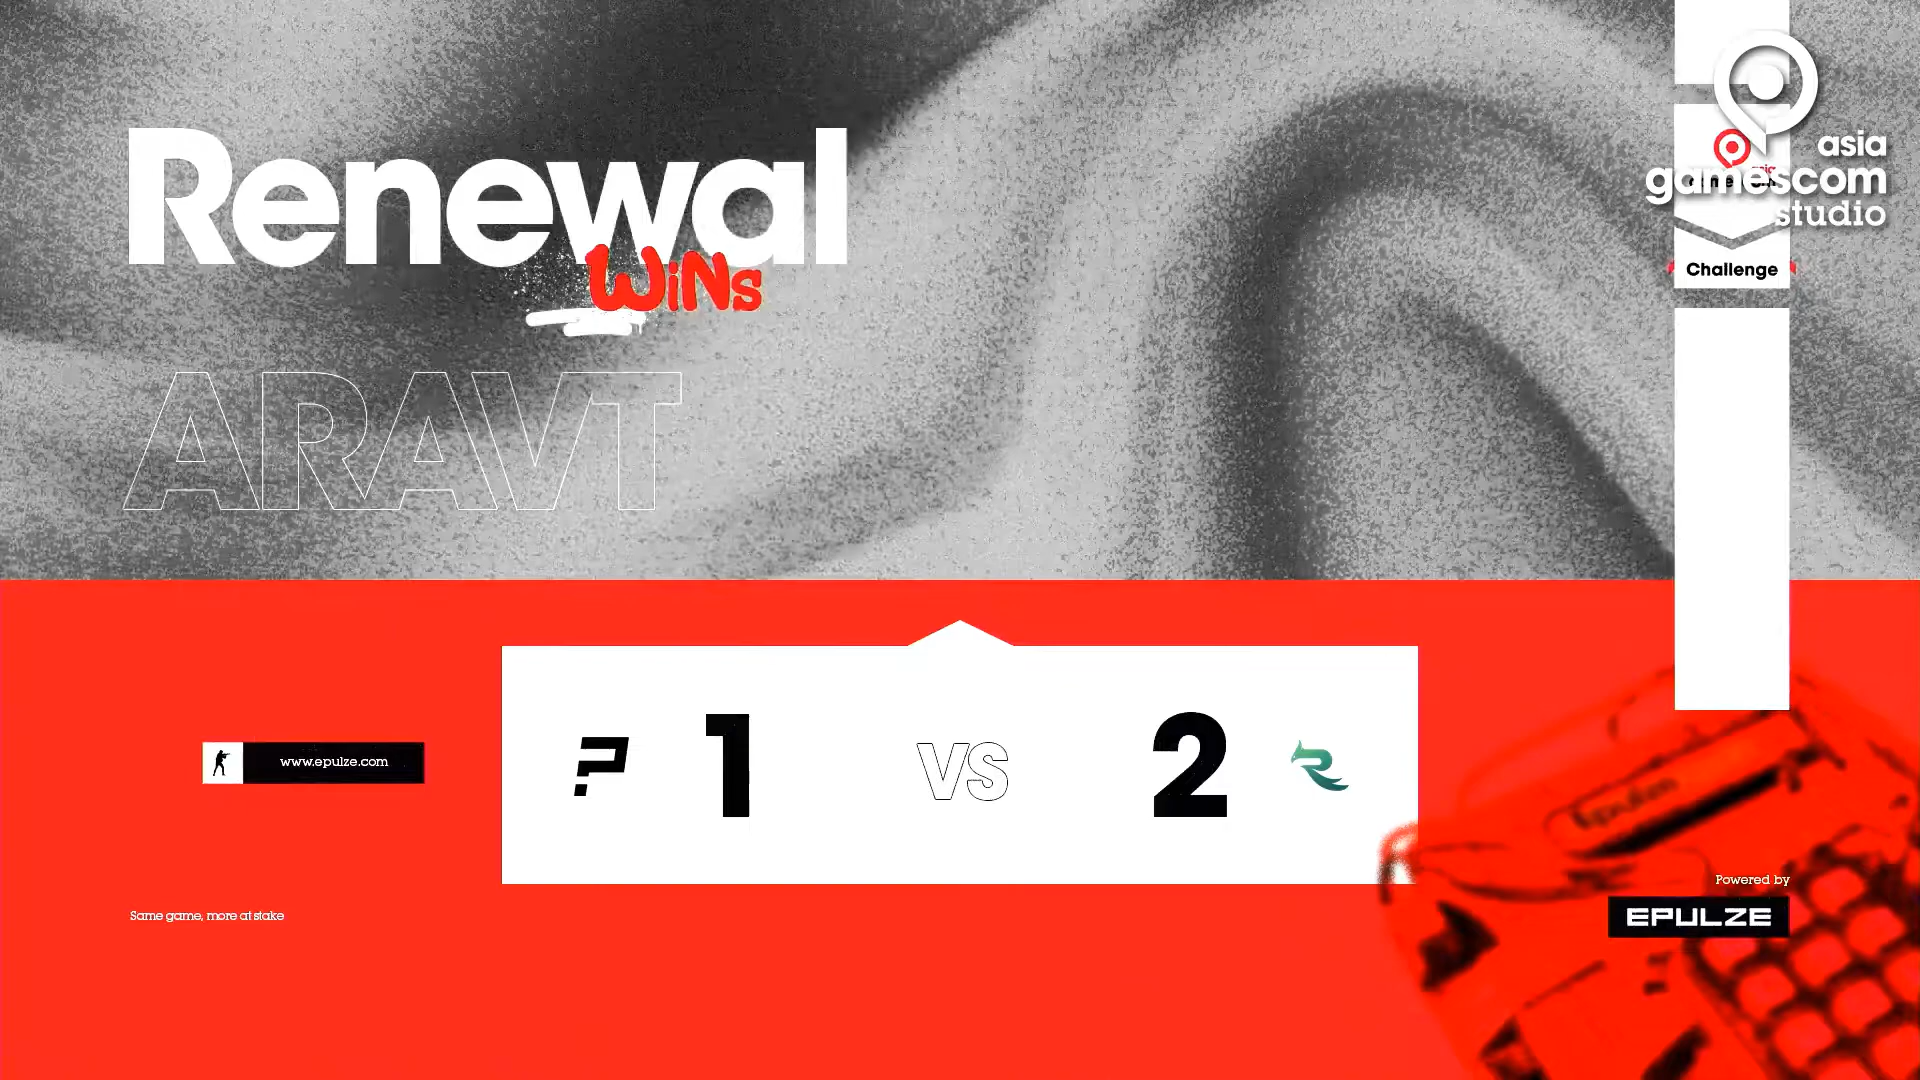 Renewal
WiNs
ARAVT
asia
gamescom
studio
Challenge
1
VS
2
www.epulze.com
Same game, more at stake
Powered by
EPULZE